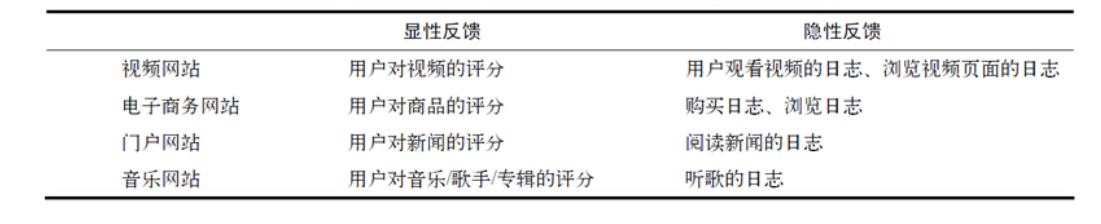 显性反馈 隐性反馈
视频网站 用户对视频的评分 用户观看视频的日志、浏览视频页面的日志
电子商务网站 用户对商品的评分 购买日志、浏览日志
门户网站 用户对新闻的评分 阅读新闻的日志
音乐网站 用户对音乐/歌手/专辑的评分 听歌的日志